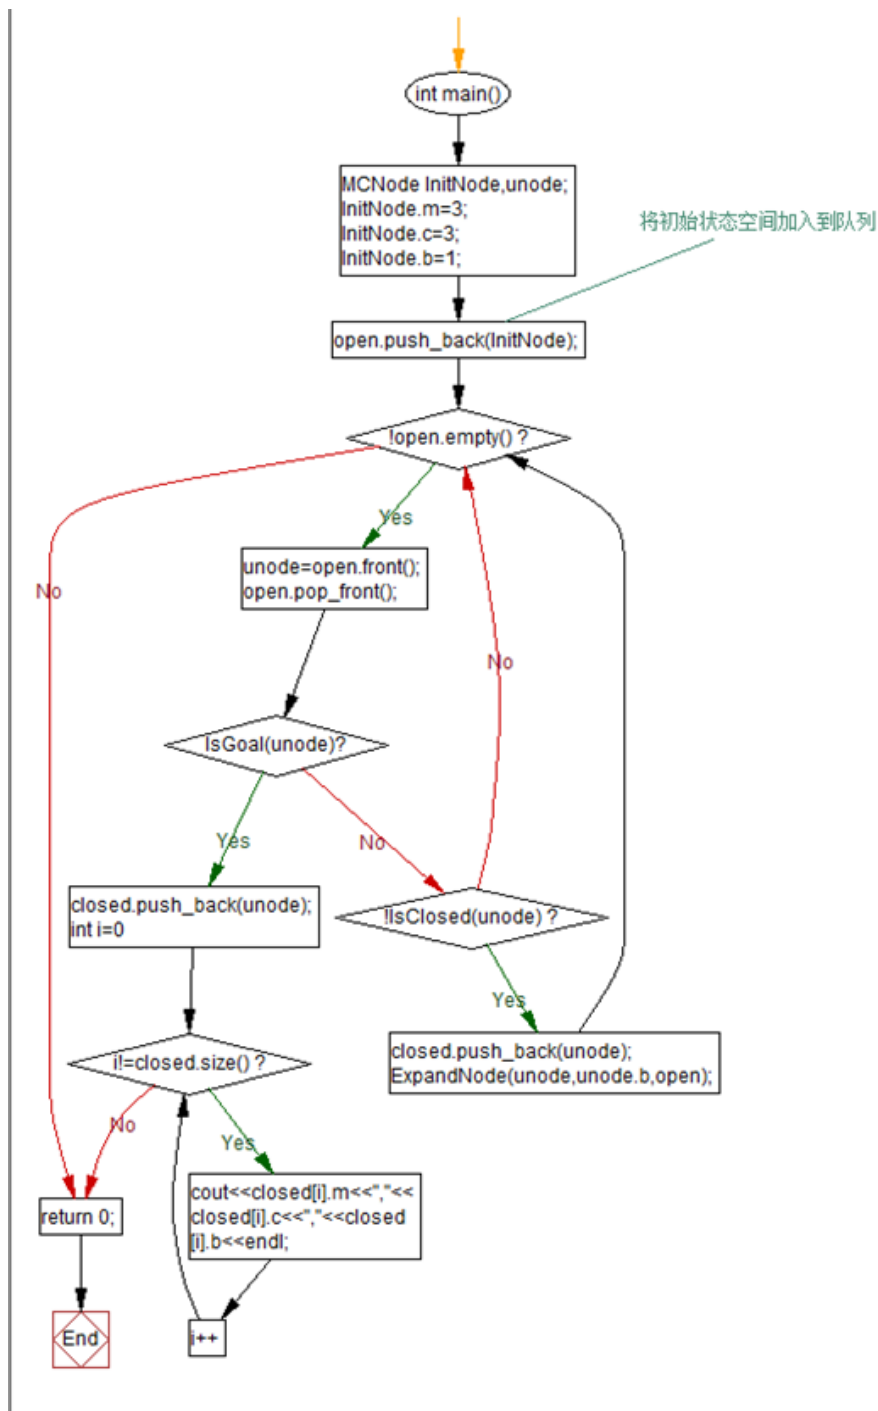 int main()
MCNode InitNode,unode;
InitNode.m=3;
InitNode.c=3;
InitNode.b=1;
将初始状态空间加入到队列
open.push_back(InitNode);
!open.empty() ?
Yes
unode=open.front();
open.pop_front();
No
No
IsGoal(unode)?
Yes
No
closed.push_back(unode);
int i=0
!IsClosed(unode) ?
Yes
i!=closed.size() ?
closed.push_back(unode);
ExpandNode(unode,unode.b,open);
No
Yes
cout<<closed[i].m<<","<<
closed[i].c<<","<<closed
[i].b<<endl;
return 0;
End
i++